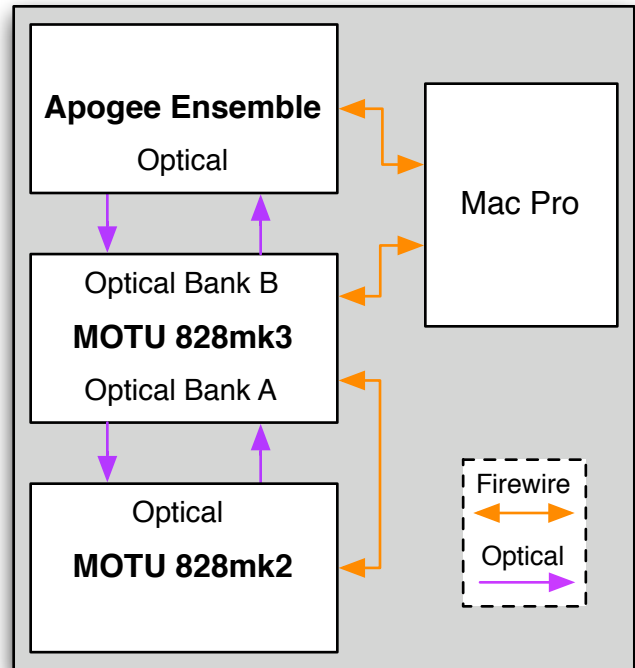 Apogee Ensemble
Optical
Mac Pro
Optical Bank B
MOTU 828mk3
Optical Bank A
Optical
MOTU 828mk2
Firewire
Optical